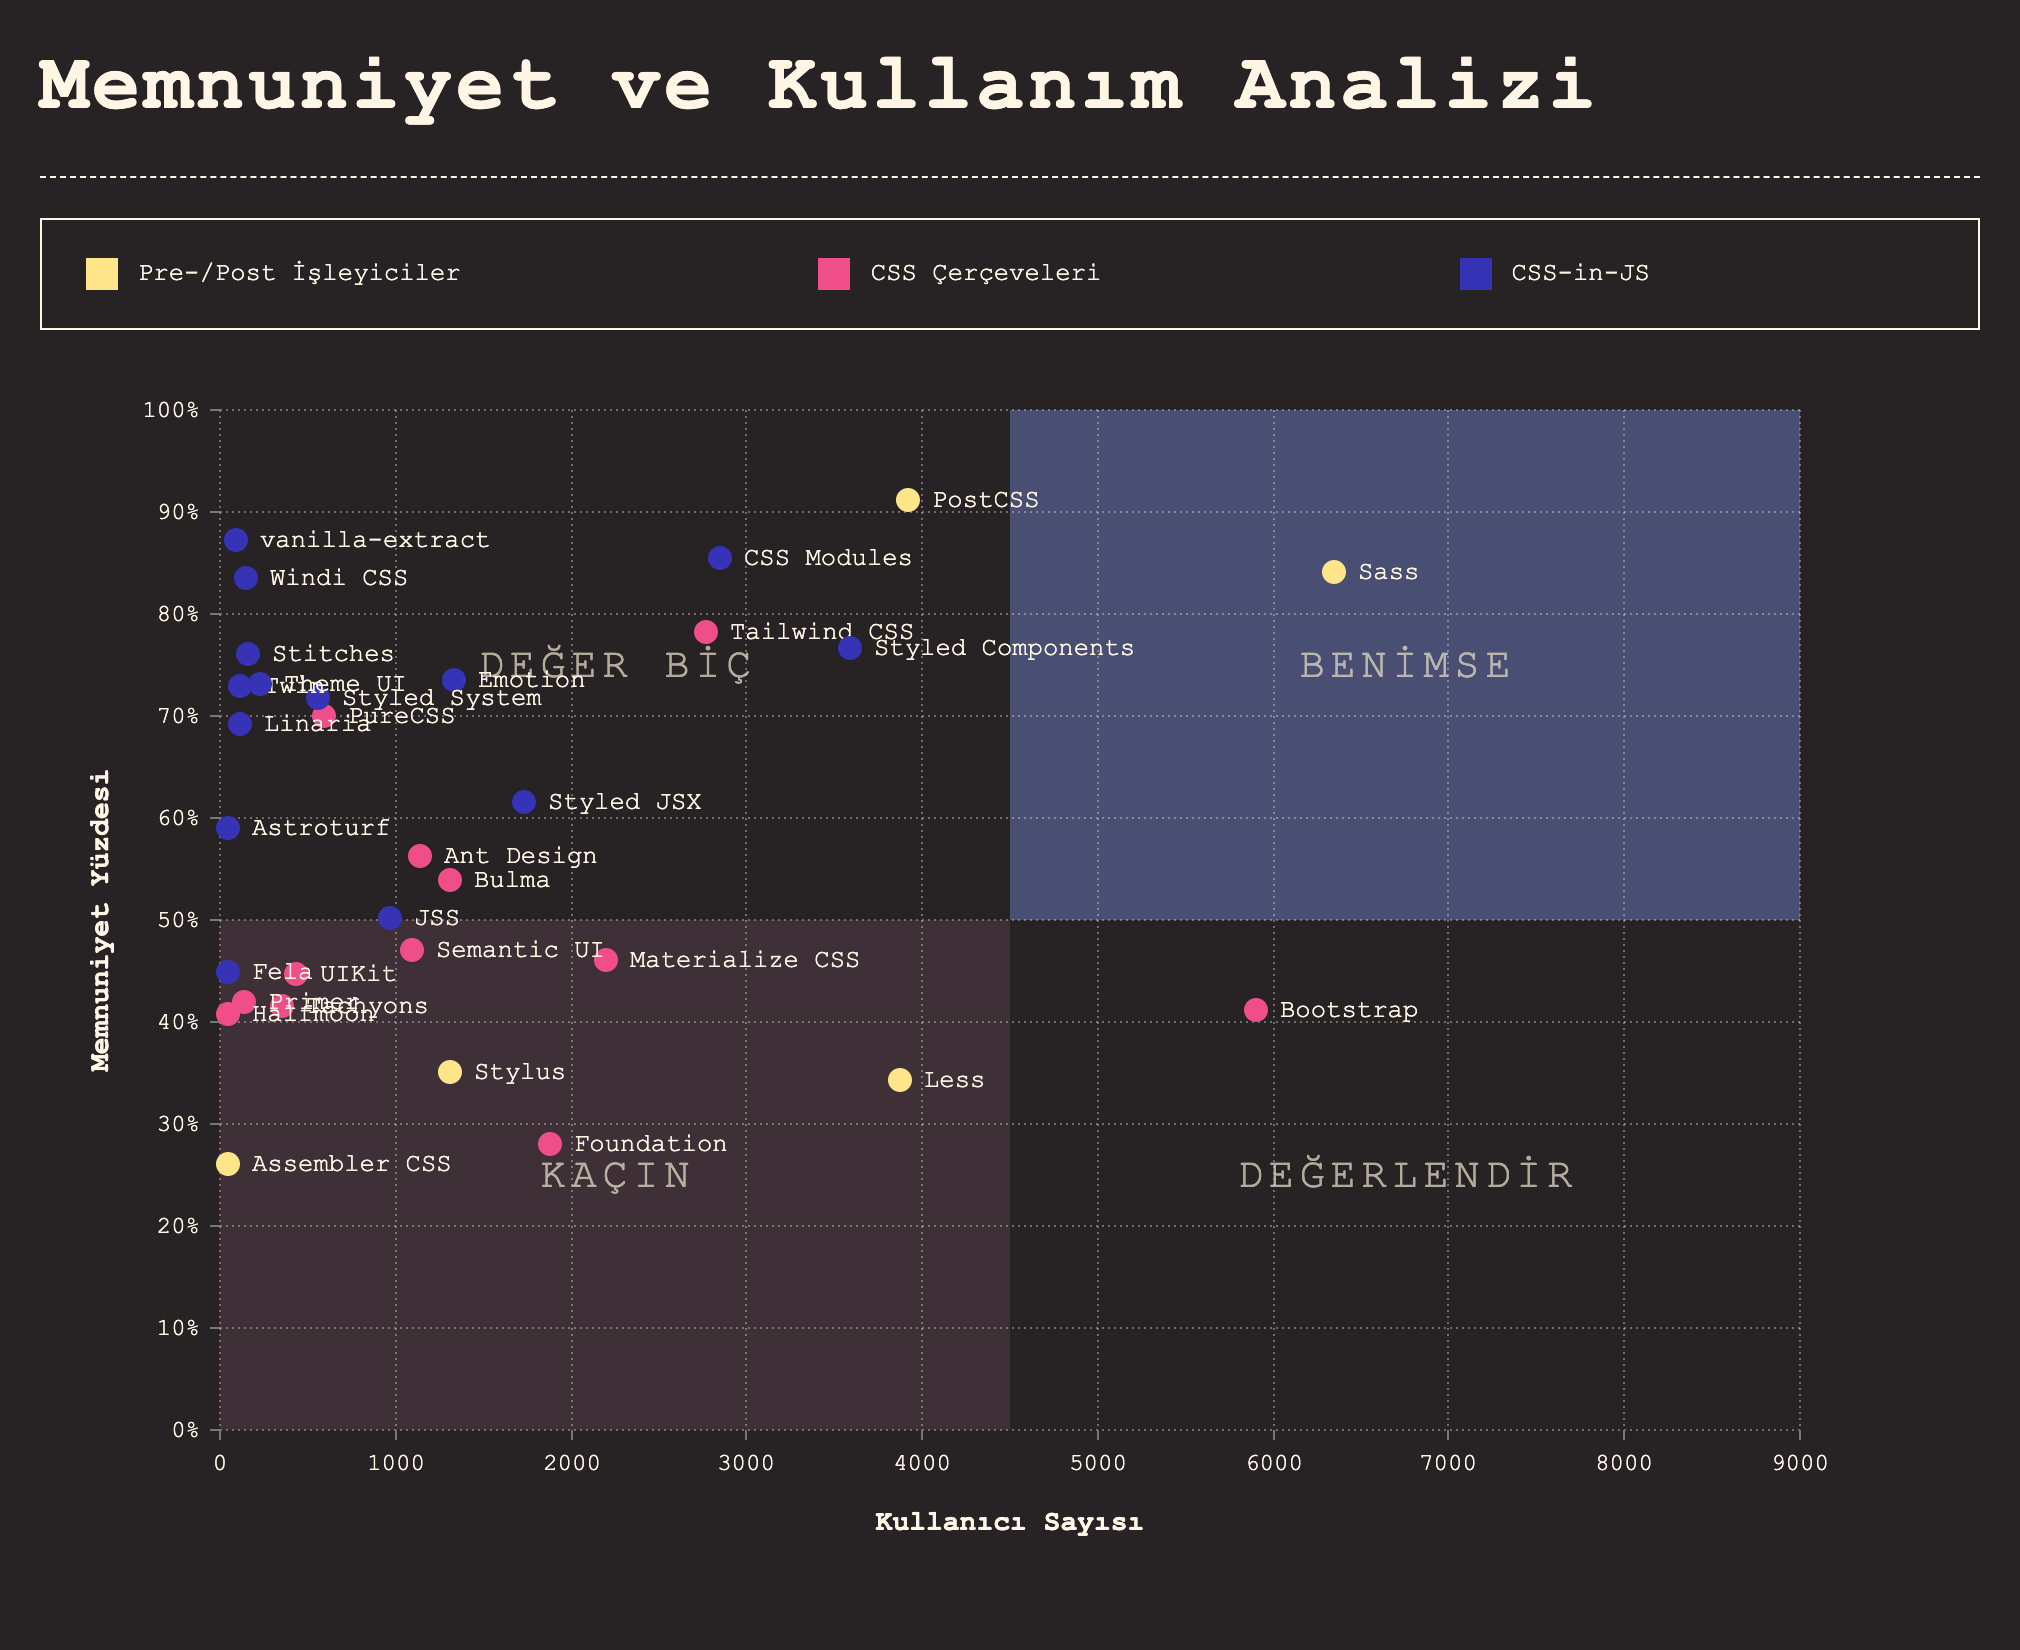 Memnuniyet ve Kullanım Analizi
Pre-/Post İşleyiciler
CSS Çerçeveleri
CSS-in-JS
100%
90%
80%
70%
60%
50%
40%
30%
20%
10%
0%
Memnuniyet Yüzdesi
PostCSS
vanilla-extract
CSS Modules
Sass
Windi CSS
Tailwind CSS
Styled Components
Stitches
DEĞER BİÇ
BENİMSE
Emotion
Twin
Theme UI
Styled System
PureCSS
Linaria
Styled JSX
Astroturf
Ant Design
Bulma
JSS
Semantic UI
Materialize CSS
Fela
UIKit
Primer
Tachyons
Halfmoon
Bootstrap
Stylus
Less
Foundation
Assembler CSS
KAÇIN
DEĞERLENDİR
0 1000 2000 3000 4000 5000 6000 7000 8000 9000
Kullanıcı Sayısı